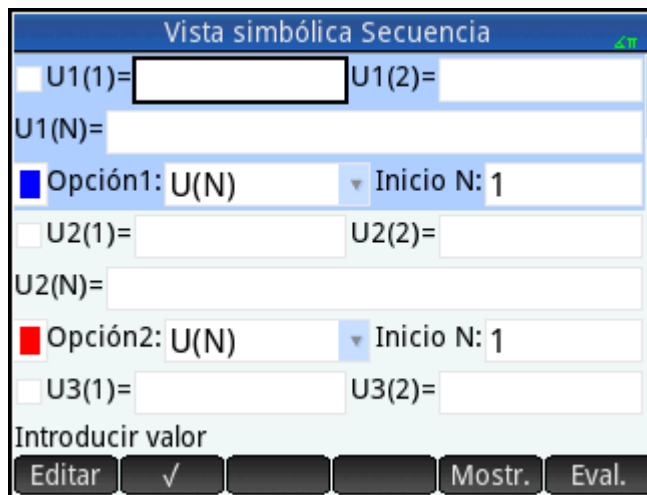 Vista simbólica Secuencia
∡π
U1(1)= U1(2)=
U1(N)=
Opción1: U(N) Inicio N: 1
U2(1)= U2(2)=
U2(N)=
Opción2: U(N) Inicio N: 1
U3(1)= U3(2)=
Introducir valor
Editar √ Mostr. Eval.